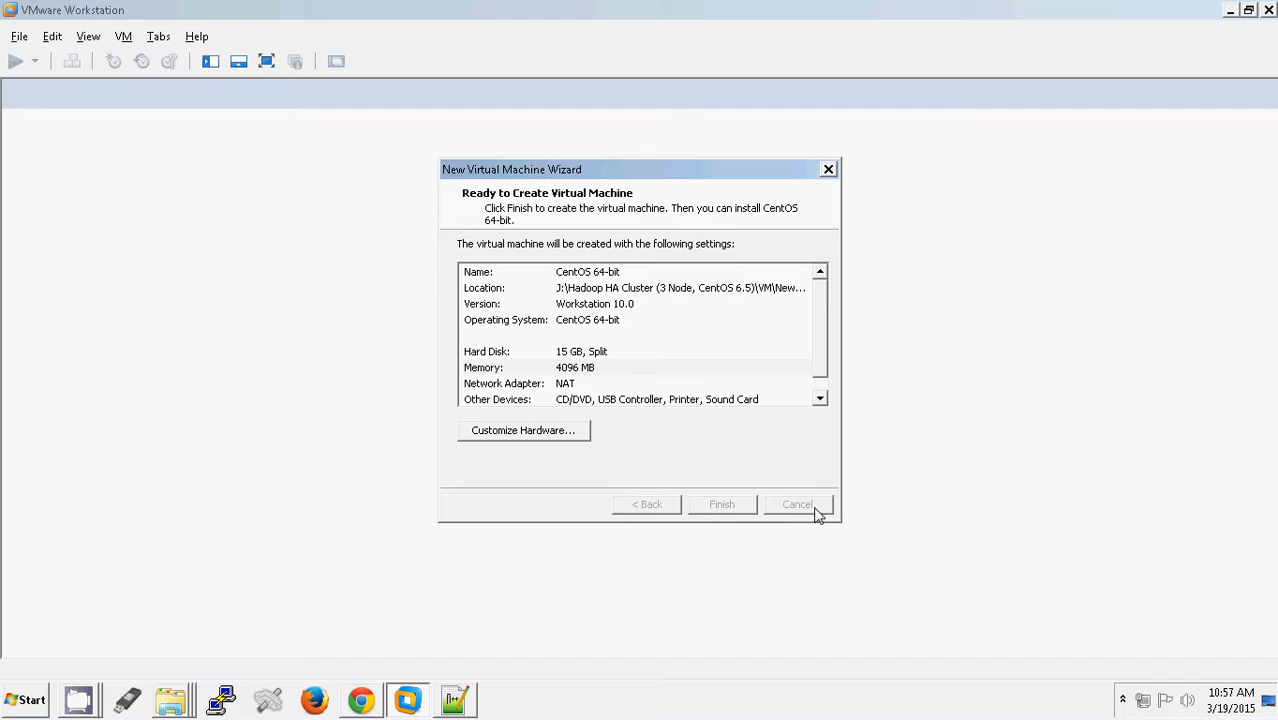 VMware Workstation
File Edit View VM Tabs Help
New Virtual Machine Wizard
Ready to Create Virtual Machine
Click Finish to create the virtual machine. Then you can install CentOS
64-bit.
The virtual machine will be created with the following settings:
Name: CentOS 64-bit
Location: J:\Hadoop HA Cluster (3 Node, CentOS 6.5)\VM\New...
Version: Workstation 10.0
Operating System: CentOS 64-bit
Hard Disk: 15 GB, Split
Memory: 4096 MB
Network Adapter: NAT
Other Devices: CD/DVD, USB Controller, Printer, Sound Card
Customize Hardware...
< Back Finish Cancel
Start
10:57 AM
3/19/2015